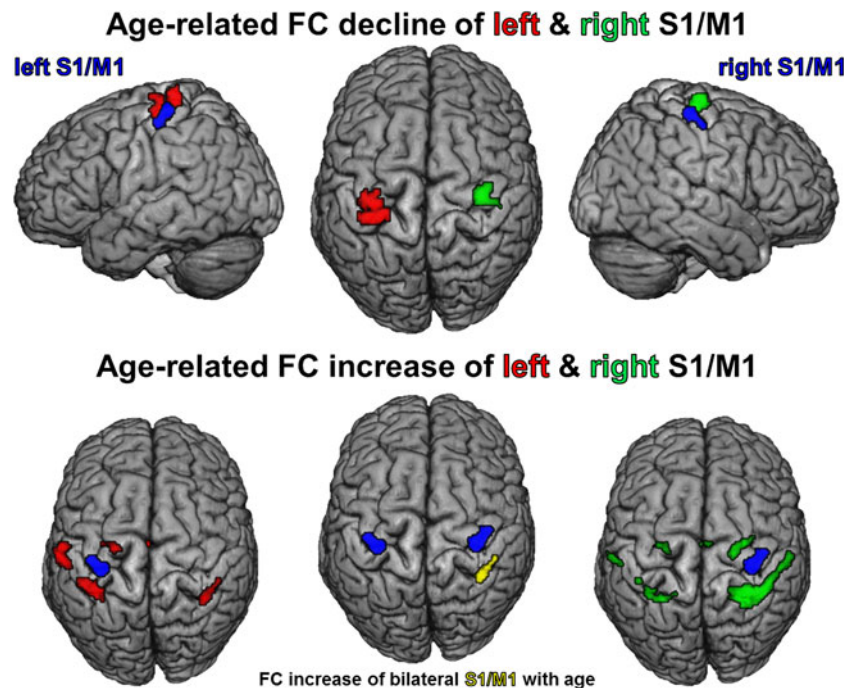 Age-related FC decline of left & right S1/M1
left S1/M1
right S1/M1
Age-related FC increase of left & right S1/M1
FC increase of bilateral S1/M1 with age